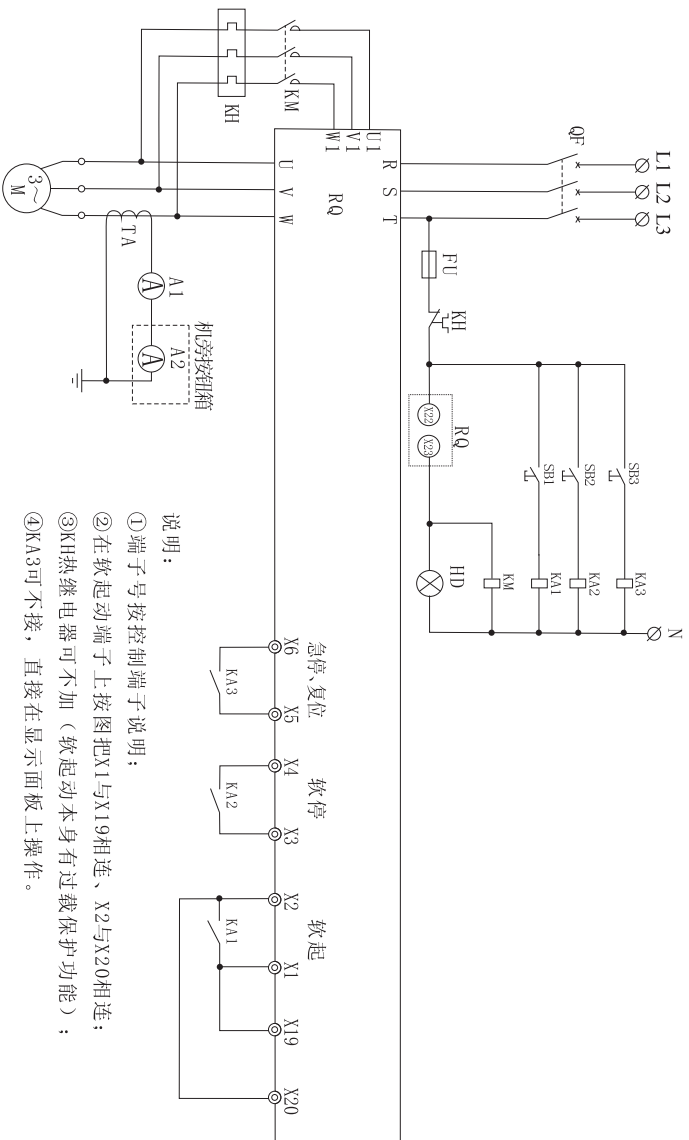 L1 L2 L3
QF
N
R S T
FU
KH
RQ
X22 X23
HD
KM
SB1
KA1
SB2
KA2
SB3
KA3
U1
V1
W1
RQ
U V W
KM
KH
3~
M
TA
A1
A
A2
A
机旁按钮箱
急停、复位
软停
软起
X6 X5 X4 X3 X2 X1 X19 X20
KA3
KA2
KA1
说明：
①端子号按控制端子说明；
②在软起动端子上按图把X1与X19相连、X2与X20相连；
③KH热继电器可不加（软起动本身有过载保护功能）；
④KA3可不接，直接在显示面板上操作。